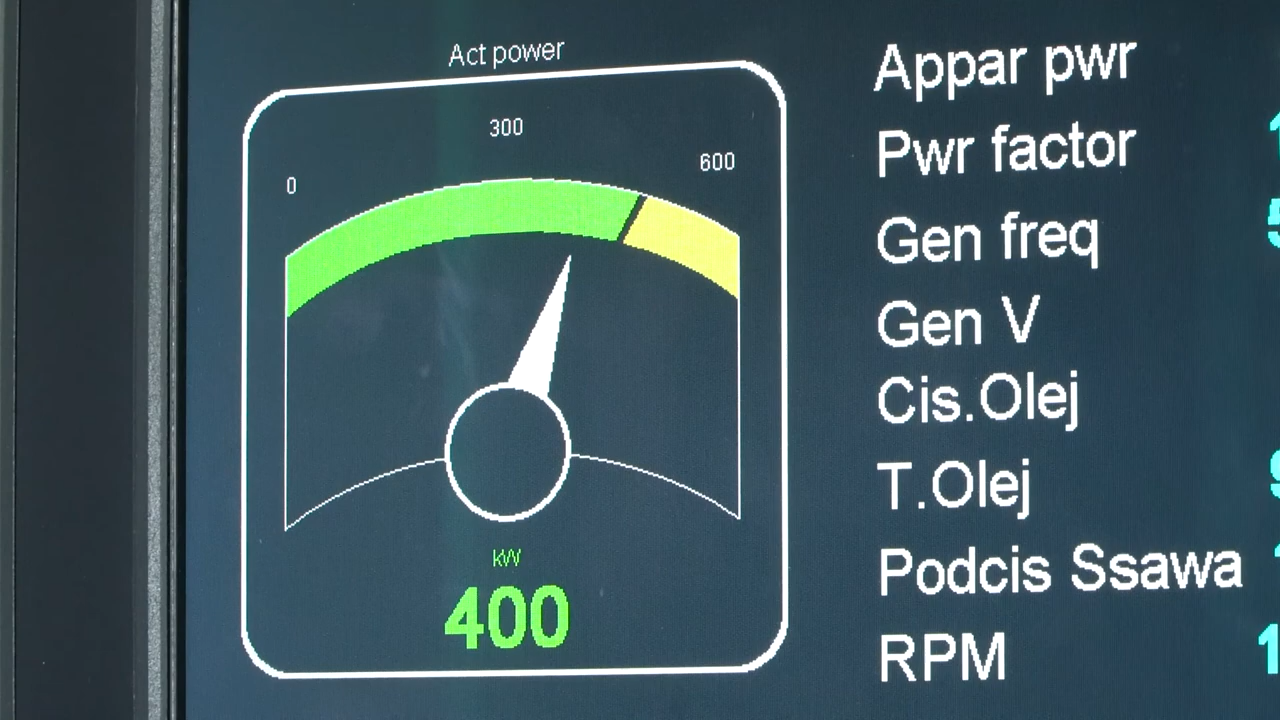 Act power
0
300
600
kW
400
Appar pwr
Pwr factor
Gen freq
Gen V
Cis.Olej
T.Olej
Podcis Ssawa
RPM